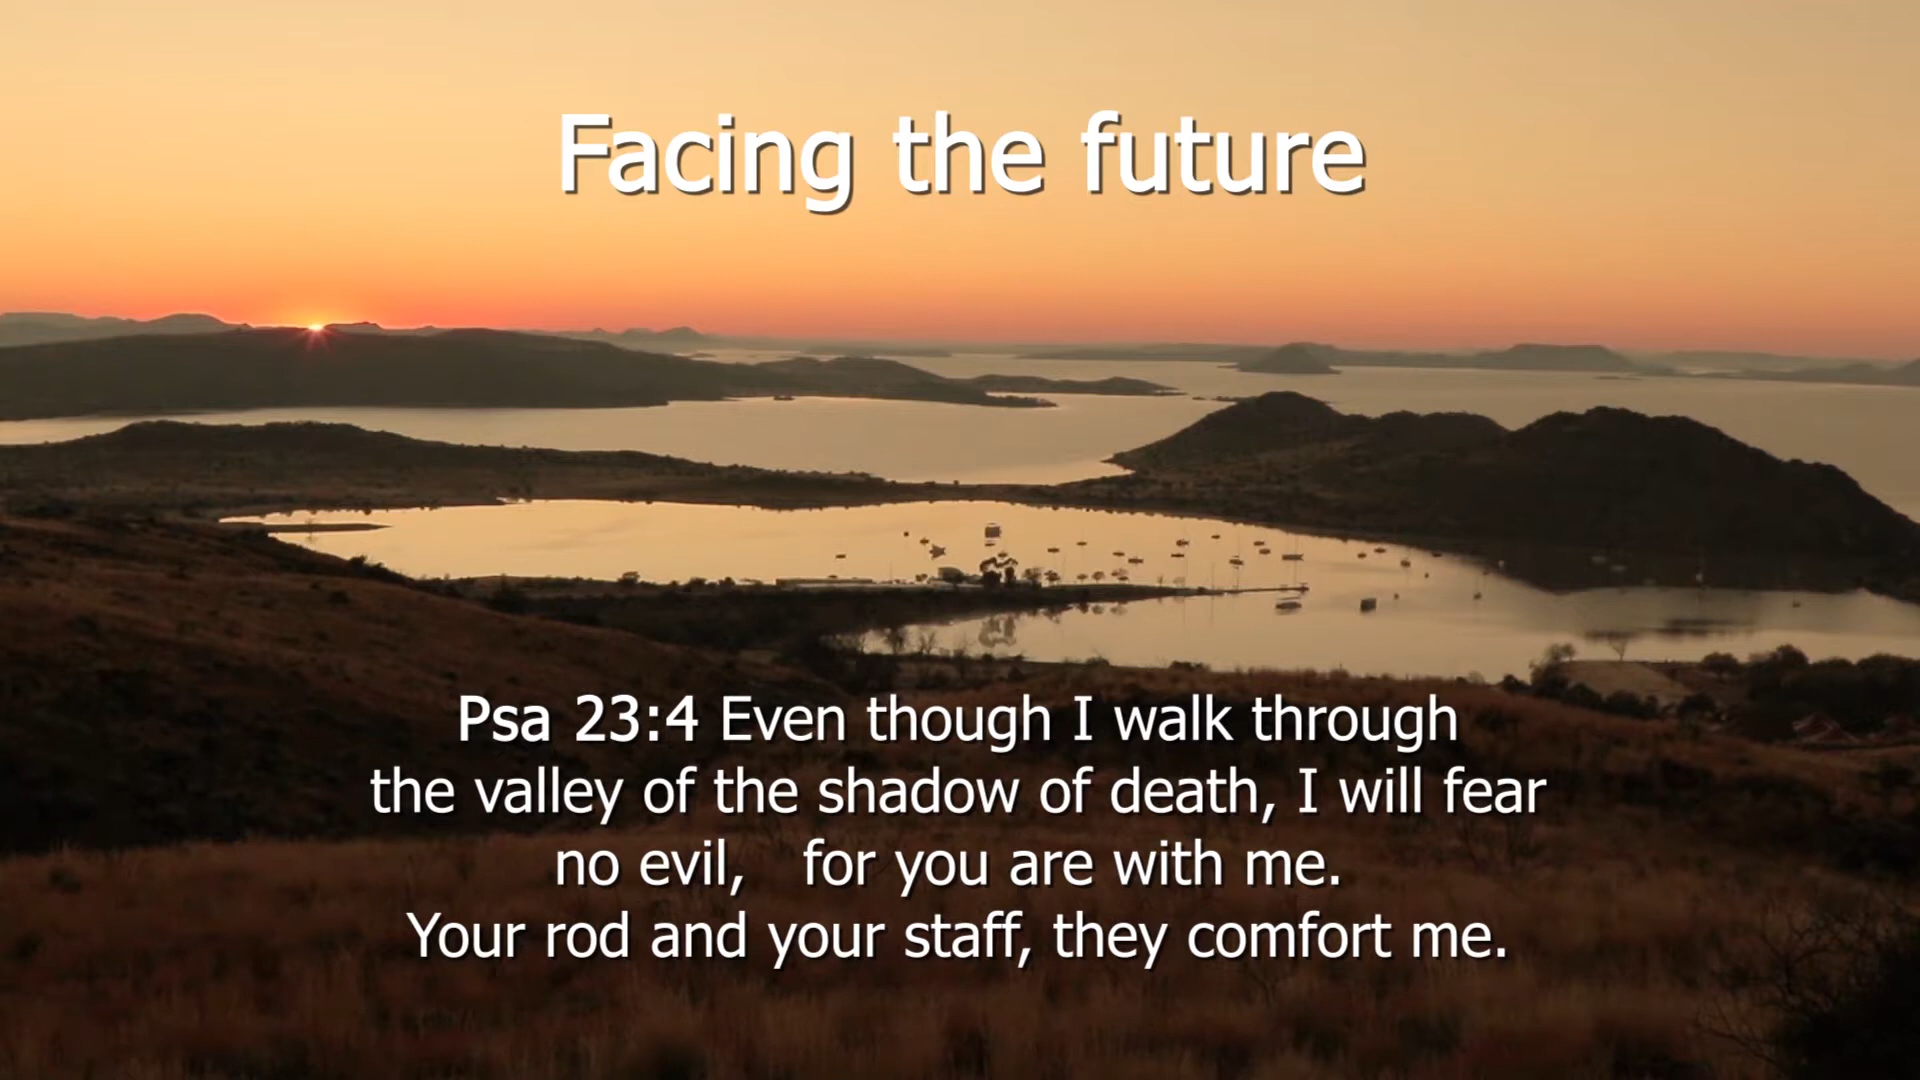 Facing the future
Psa 23:4 Even though I walk through
the valley of the shadow of death, I will fear
no evil,   for you are with me.
Your rod and your staff, they comfort me.